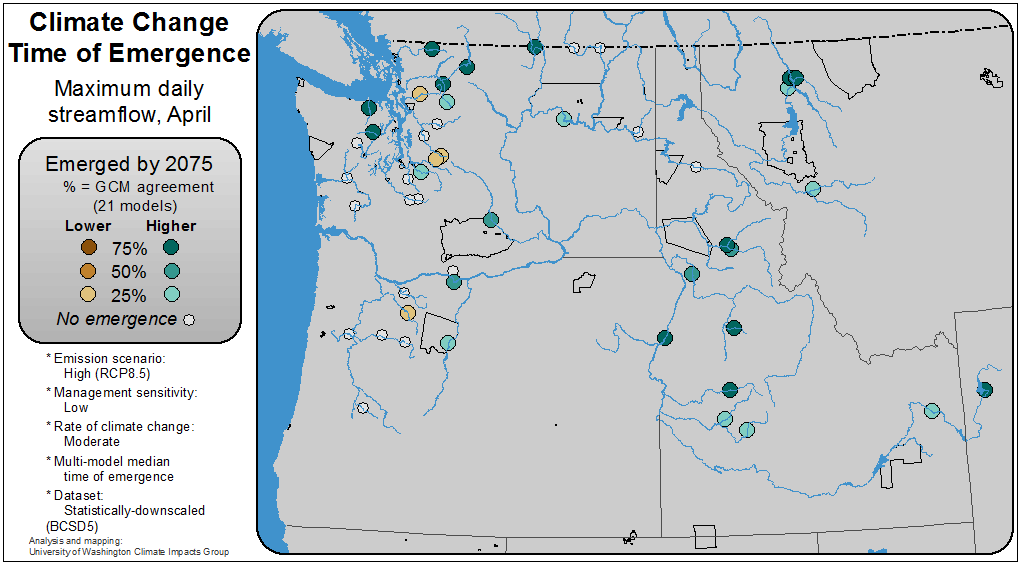 Climate Change
Time of Emergence
Maximum daily
streamflow, April
Emerged by 2075
% = GCM agreement
(21 models)
Lower Higher
75%
50%
25%
No emergence
* Emission scenario:
High (RCP8.5)
* Management sensitivity:
Low
* Rate of climate change:
Moderate
* Multi-model median
time of emergence
* Dataset:
Statistically-downscaled
(BCSD5)
Analysis and mapping:
University of Washington Climate Impacts Group